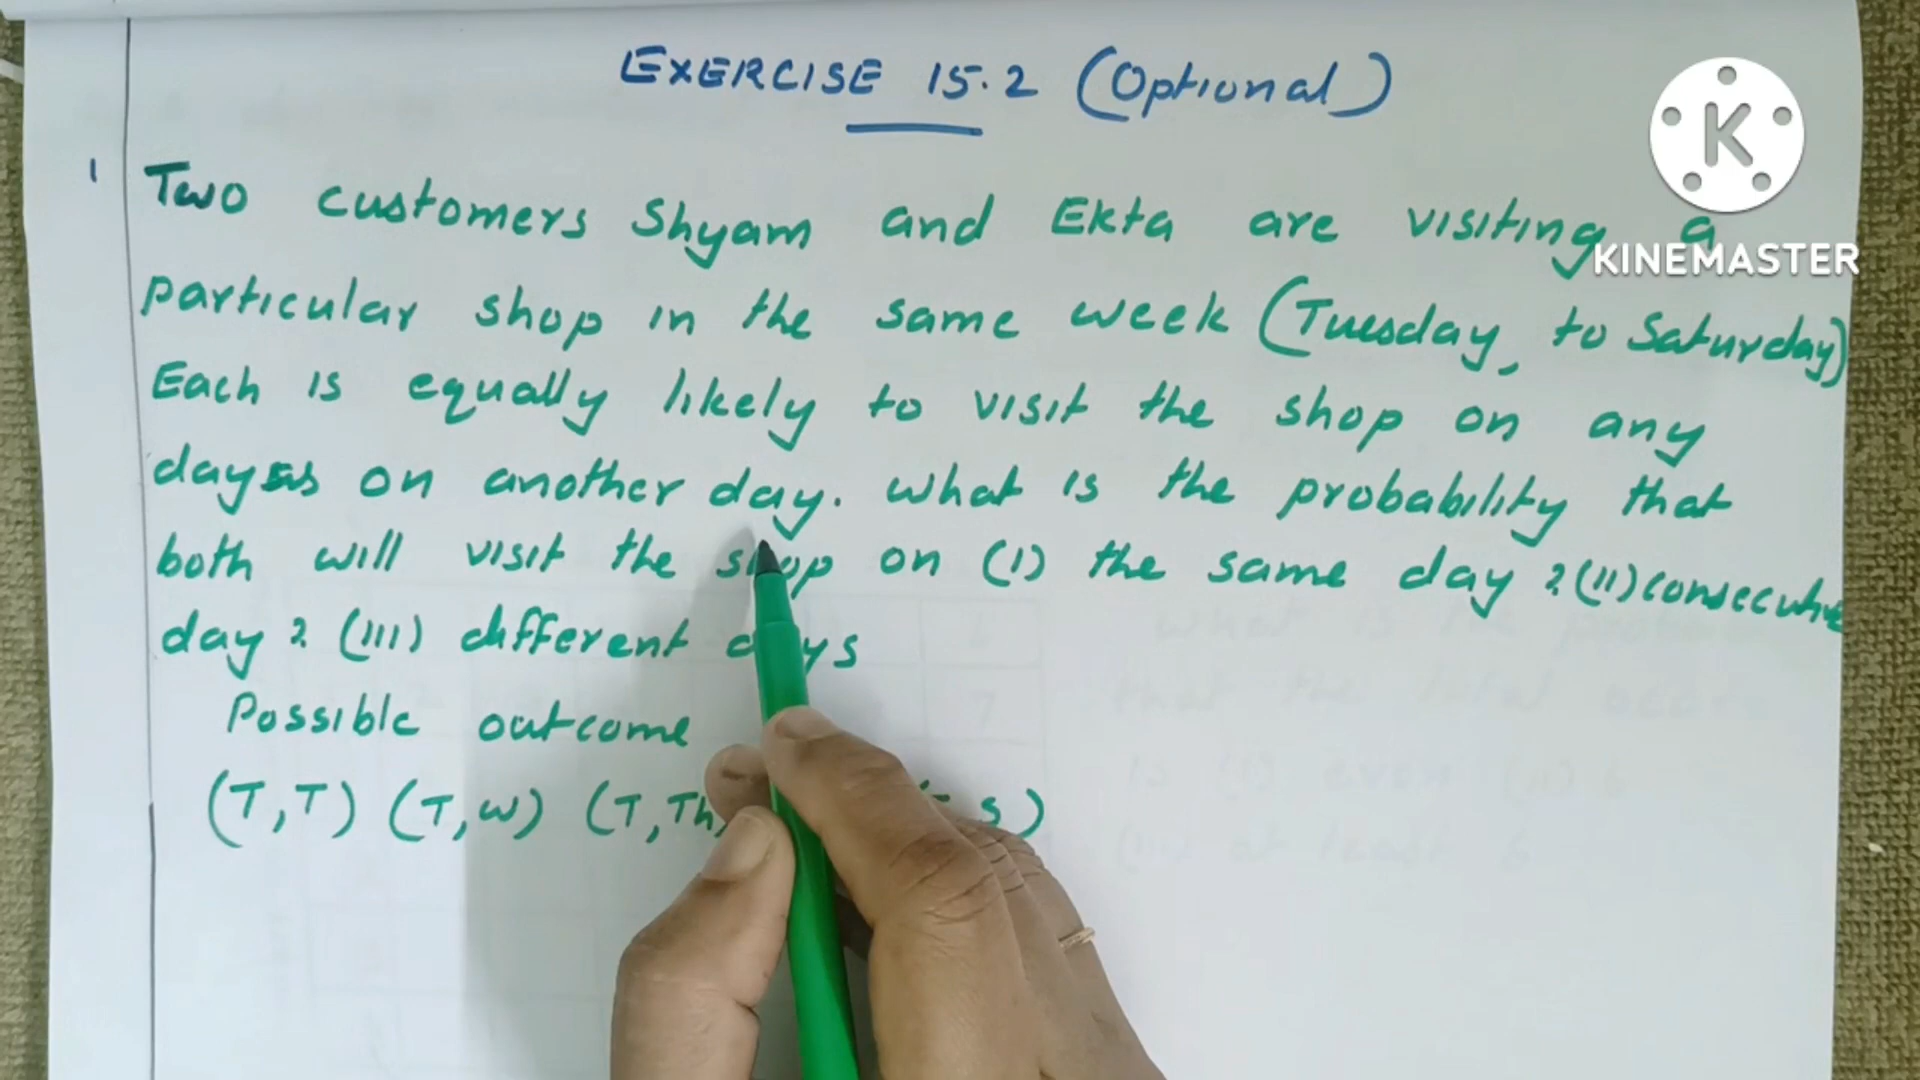 EXERCISE 15.2 (Optional)
1 Two customers Shyam and Ekta are visiting a
KINEMASTER
particular shop in the same week (Tuesday to Saturday)
Each is equally likely to visit the shop on any
day as on another day. What is the probability that
both will visit the shop on (I) the same day ? (II) consecutive
day ? (III) different days
Possible outcome
(T,T) (T,W) (T,Th) S)